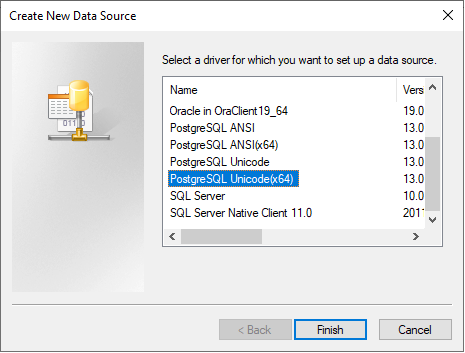 Create New Data Source
Select a driver for which you want to set up a data source.
Name Vers
Oracle in OraClient19_64 19.0
PostgreSQL ANSI 13.0
PostgreSQL ANSI(x64) 13.0
PostgreSQL Unicode 13.0
PostgreSQL Unicode(x64) 13.0
SQL Server 10.0
SQL Server Native Client 11.0 2011
< Back Finish Cancel